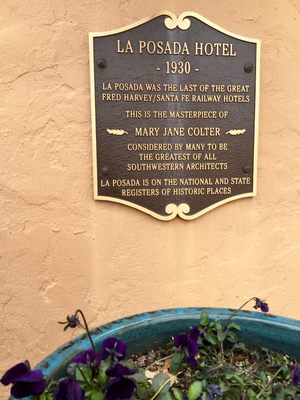 LA POSADA HOTEL
- 1930 -
LA POSADA WAS THE LAST OF THE GREAT
FRED HARVEY/SANTA FE RAILWAY HOTELS
THIS IS THE MASTERPIECE OF
MARY JANE COLTER
CONSIDERED BY MANY TO BE
THE GREATEST OF ALL
SOUTHWESTERN ARCHITECTS
LA POSADA IS ON THE NATIONAL AND STATE
REGISTERS OF HISTORIC PLACES